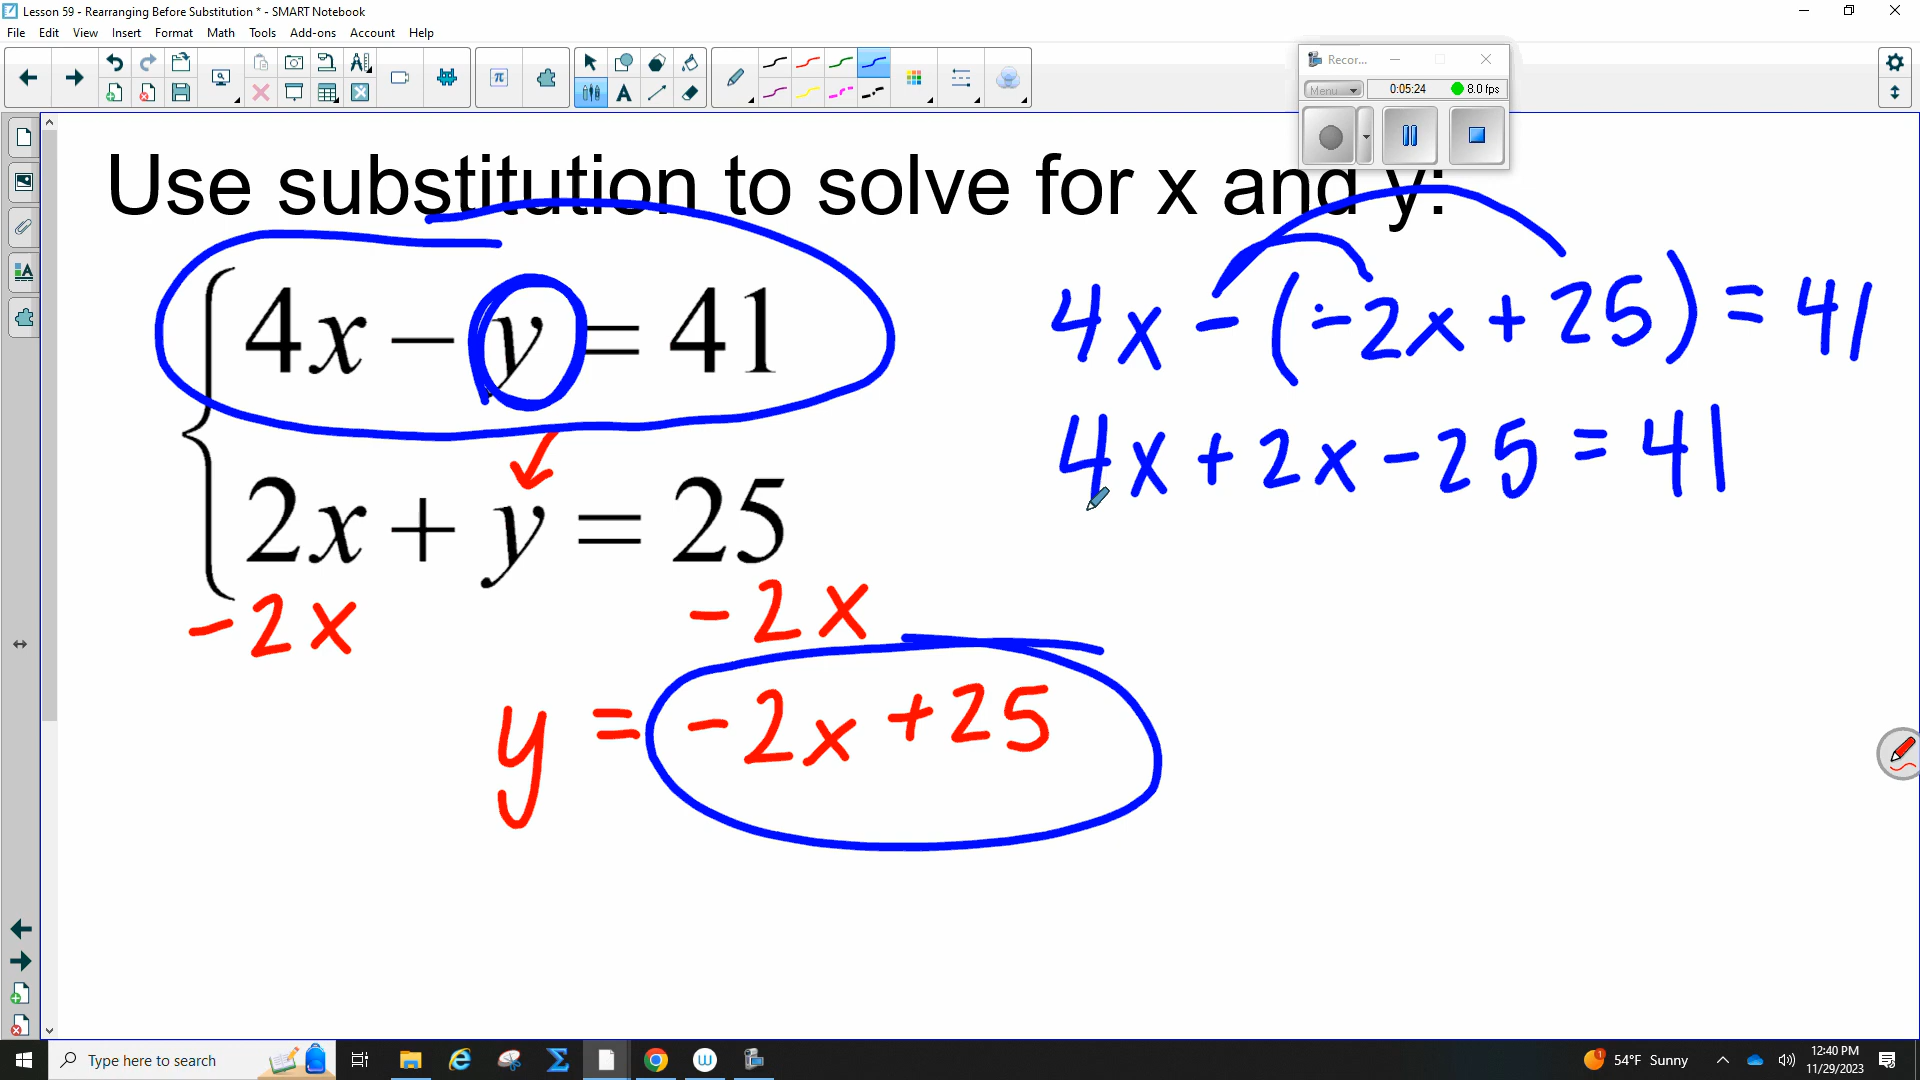 Lesson 59 - Rearranging Before Substitution * - SMART Notebook
File Edit View Insert Format Math Tools Add-ons Account Help
Recor...
Menu 0:05:24 8.0 fps
Use substitution to solve for x and y:
4x − y = 41
2x + y = 25
-2x -2x
y = -2x +25
4x - (-2x + 25) = 41
4x + 2x - 25 = 41
Type here to search
54°F Sunny
12:40 PM
11/29/2023